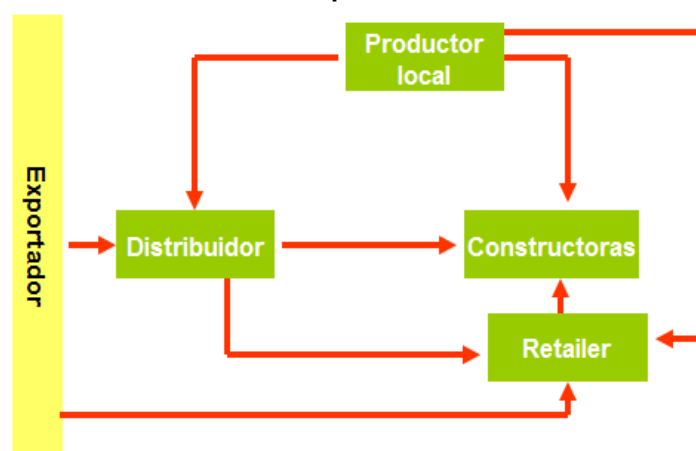 Productor
local
Exportador
Distribuidor
Constructoras
Retailer